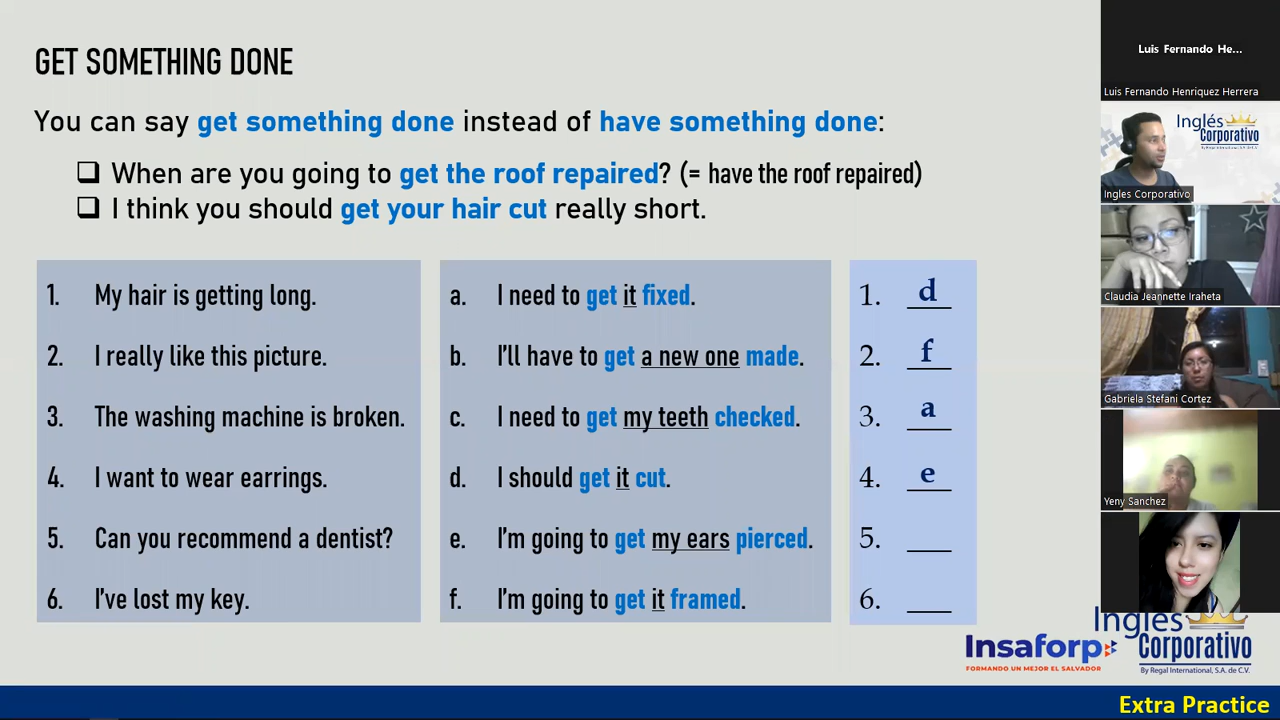 GET SOMETHING DONE
You can say get something done instead of have something done:
❑ When are you going to get the roof repaired? (= have the roof repaired)
❑ I think you should get your hair cut really short.
1. My hair is getting long.
2. I really like this picture.
3. The washing machine is broken.
4. I want to wear earrings.
5. Can you recommend a dentist?
6. I've lost my key.
a. I need to get it fixed.
b. I'll have to get a new one made.
c. I need to get my teeth checked.
d. I should get it cut.
e. I'm going to get my ears pierced.
f. I'm going to get it framed.
1. d
2. f
3. a
4. e
5. ___
6. ___
Insaforp
FORMANDO UN MEJOR EL SALVADOR
Inglés
Corporativo
By Regal International, S.A. de C.V.
Extra Practice
Luis Fernando He...
Luis Fernando Henriquez Herrera
Inglés
Corporativo
By Regal International, S.A. de C.V.
Ingles Corporativo
Claudia Jeannette Iraheta
Gabriela Stefani Cortez
Yeny Sanchez